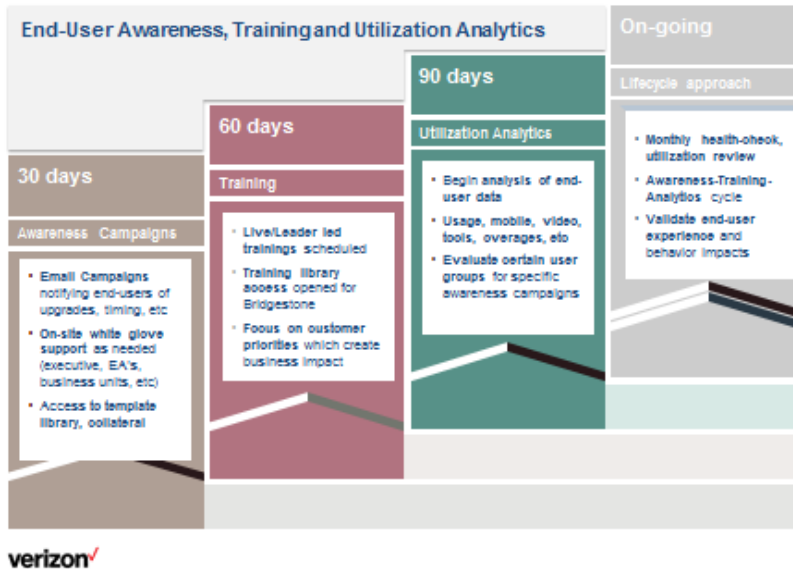 End-User Awareness, Training and Utilization Analytics
30 days
Awareness Campaigns
▪ Email Campaigns
notifying end-users of
upgrades, timing, etc
▪ On-site white glove
support as needed
(executive, EA's,
business units, etc)
▪ Access to template
library, collateral
60 days
Training
▪ Live/Leader led
trainings scheduled
▪ Training library
access opened for
Bridgestone
▪ Focus on customer
priorities which create
business impact
90 days
Utilization Analytics
▪ Begin analysis of end-
user data
▪ Usage, mobile, video,
tools, overages, etc
▪ Evaluate certain user
groups for specific
awareness campaigns
On-going
Lifecycle approach
▪ Monthly health-check,
utilization review
▪ Awareness-Training-
Analytics cycle
▪ Validate end-user
experience and
behavior impacts
verizon✓